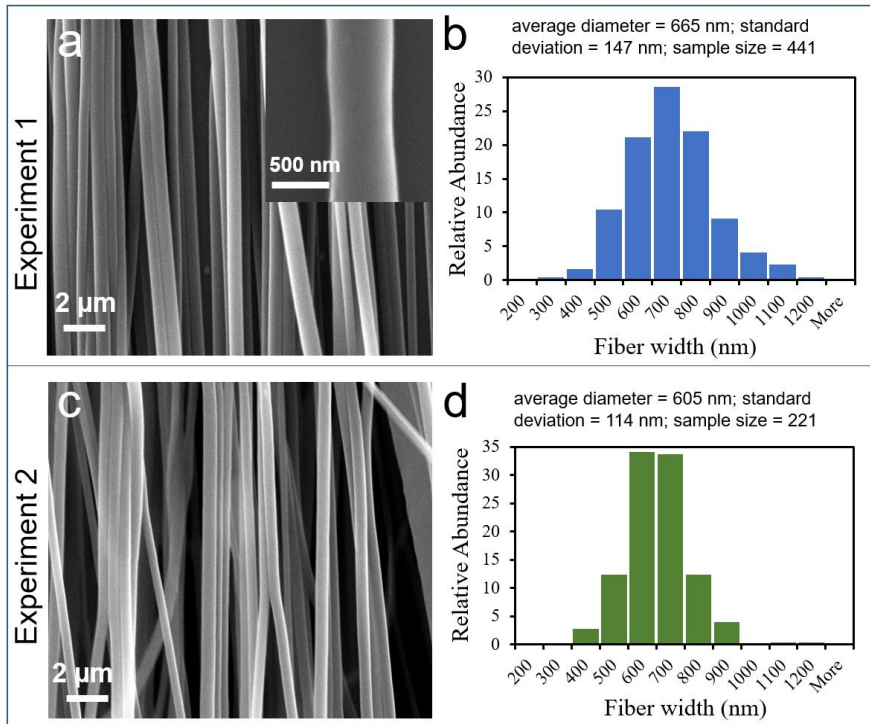 Experiment 1
a
500 nm
2 µm
b
average diameter = 665 nm; standard
deviation = 147 nm; sample size = 441
Relative Abundance
30
25
20
15
10
5
0
200 300 400 500 600 700 800 900 1000 1100 1200 More
Fiber width (nm)
Experiment 2
c
2 µm
d
average diameter = 605 nm; standard
deviation = 114 nm; sample size = 221
Relative Abundance
35
30
25
20
15
10
5
0
200 300 400 500 600 700 800 900 1000 1100 1200 More
Fiber width (nm)